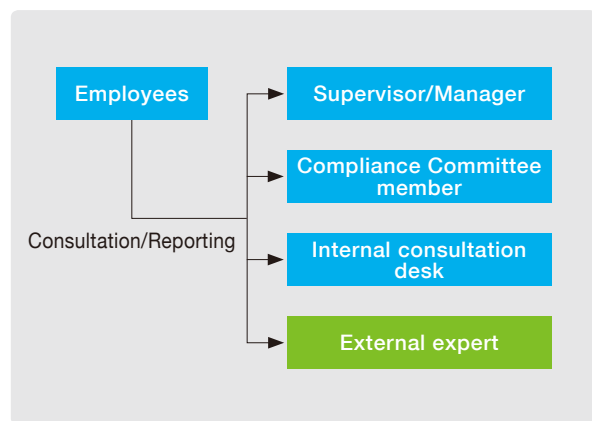 Employees
Supervisor/Manager
Compliance Committee
member
Consultation/Reporting
Internal consultation
desk
External expert